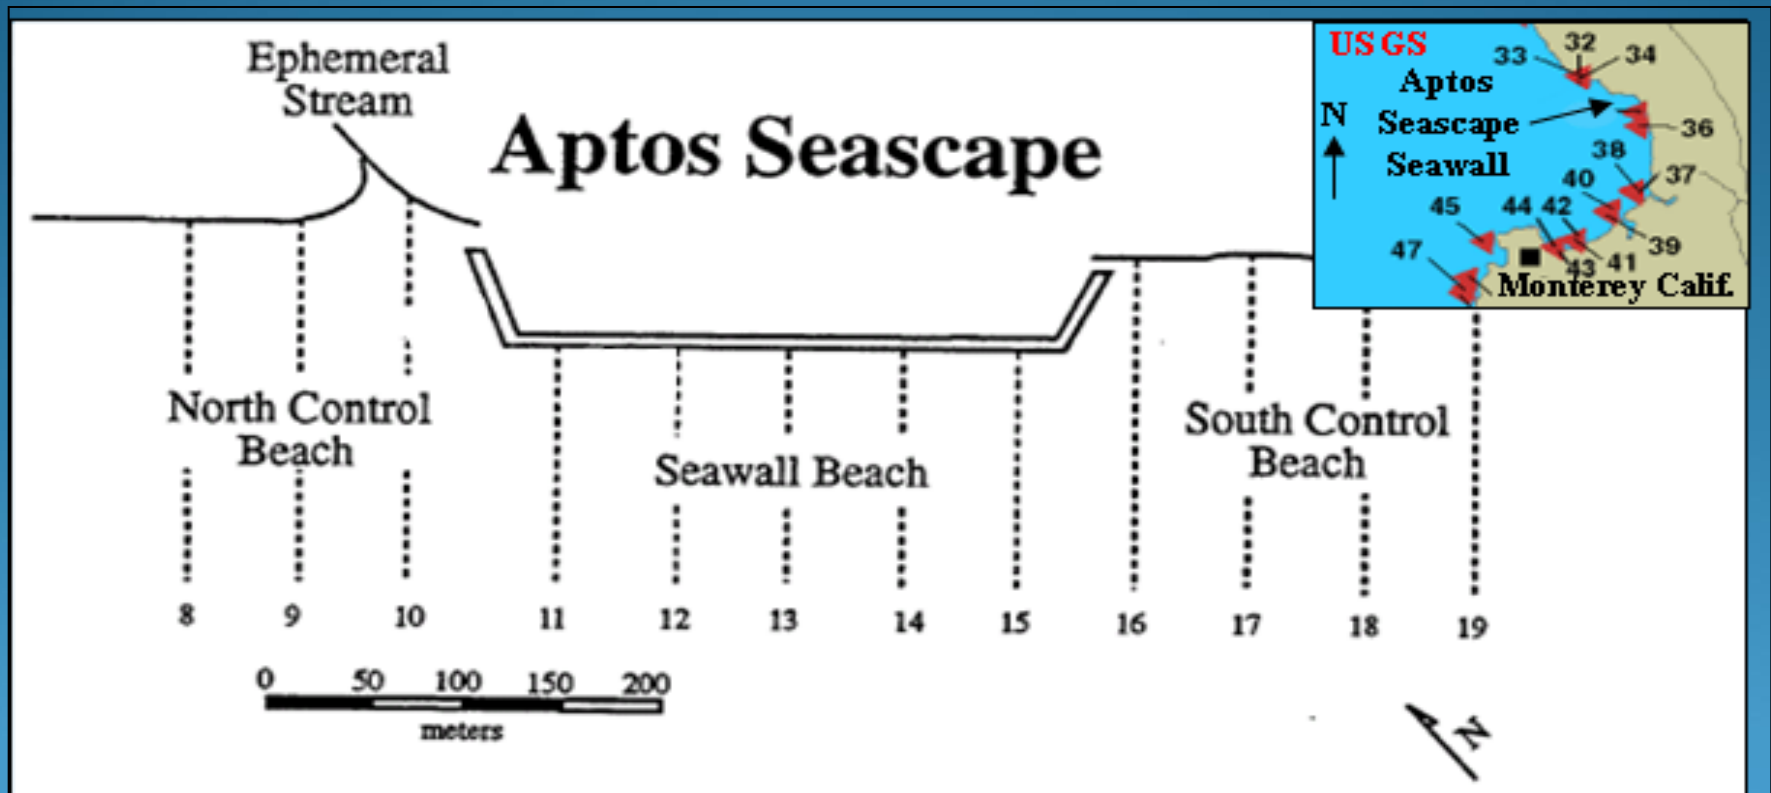 Ephemeral
Stream
Aptos Seascape
North Control
Beach
Seawall Beach
South Control
Beach
8 9 10 11 12 13 14 15 16 17 18 19
0 50 100 150 200
meters
N
USGS
Aptos
Seascape
Seawall
N
33 32 34
36
38
37
40
45 44 42
39
47
43 41
Monterey Calif.